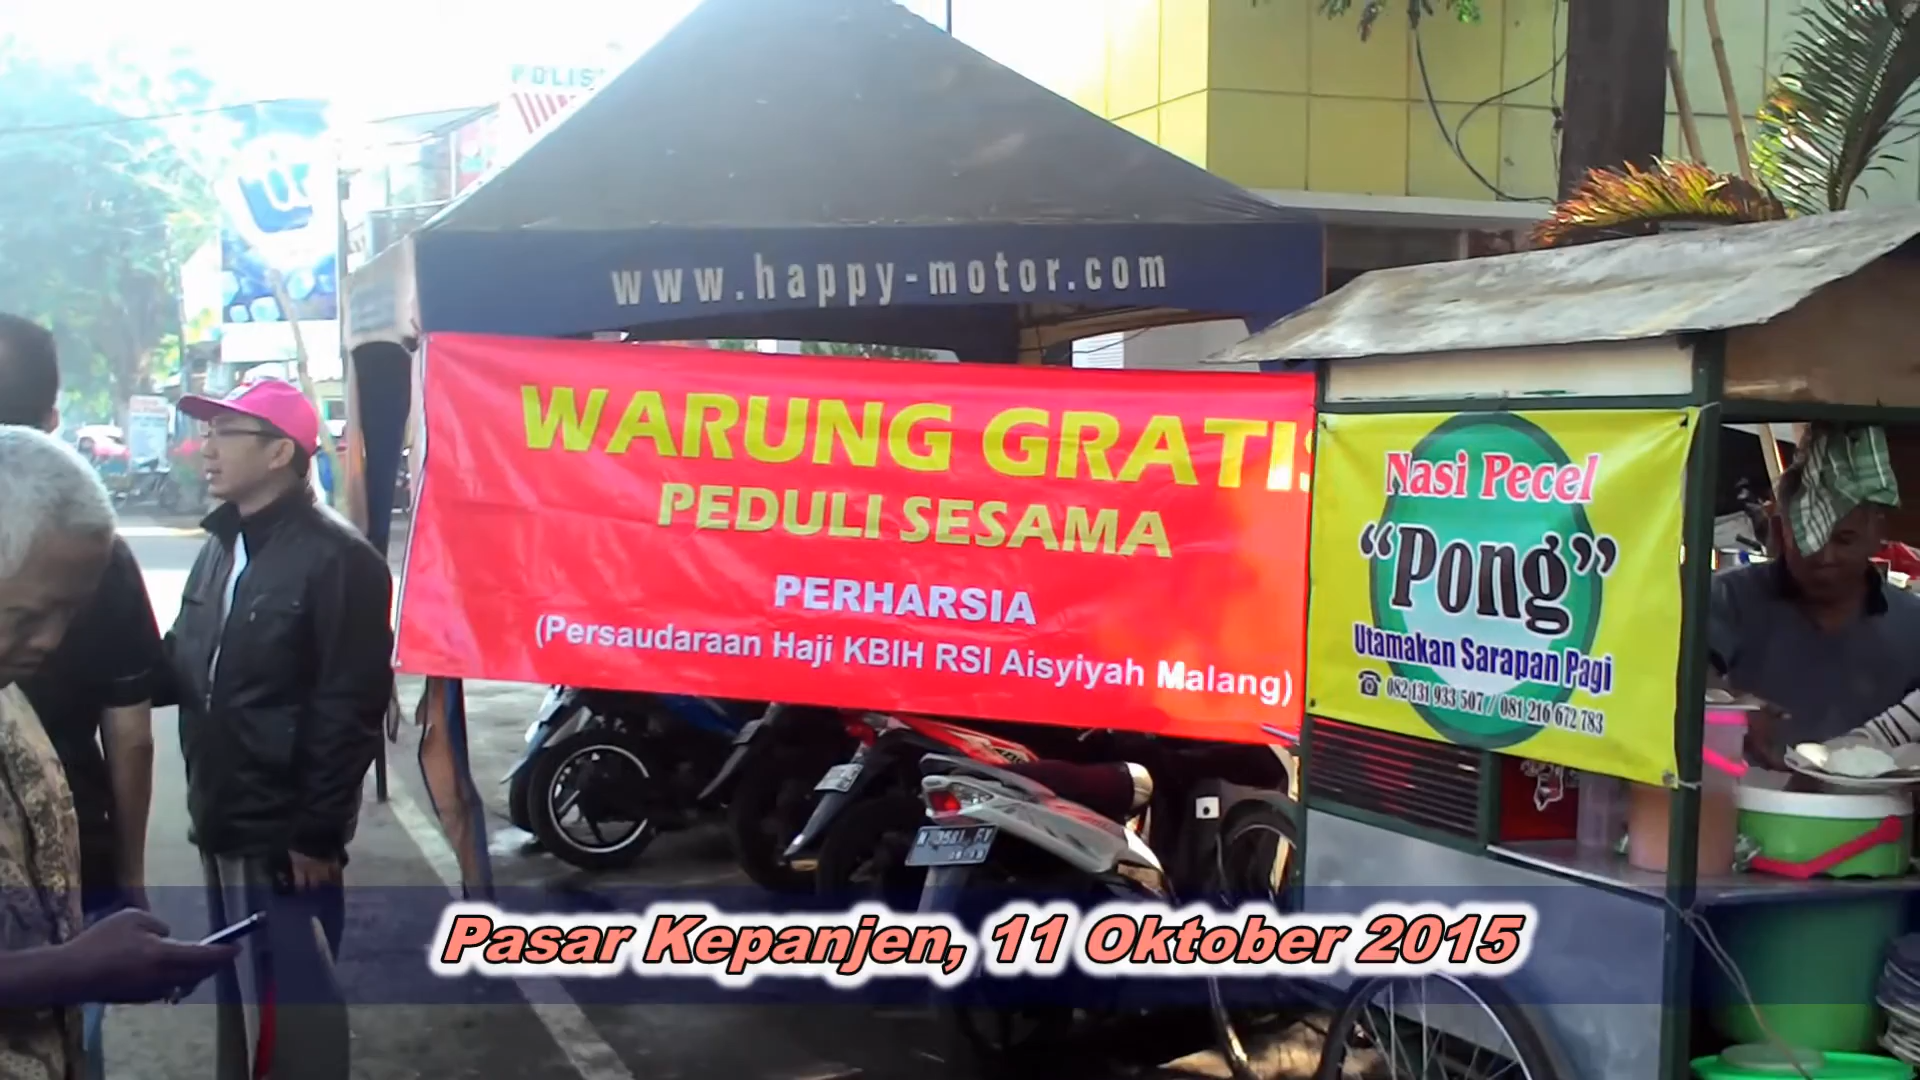 POLISI
www.happy-motor.com
WARUNG GRATIS
PEDULI SESAMA
PERHARSIA
(Persaudaraan Haji KBIH RSI Aisyiyah Malang)
Nasi Pecel
“Pong”
Utamakan Sarapan Pagi
082 131 933 507 / 081 216 672 783
Pasar Kepanjen, 11 Oktober 2015